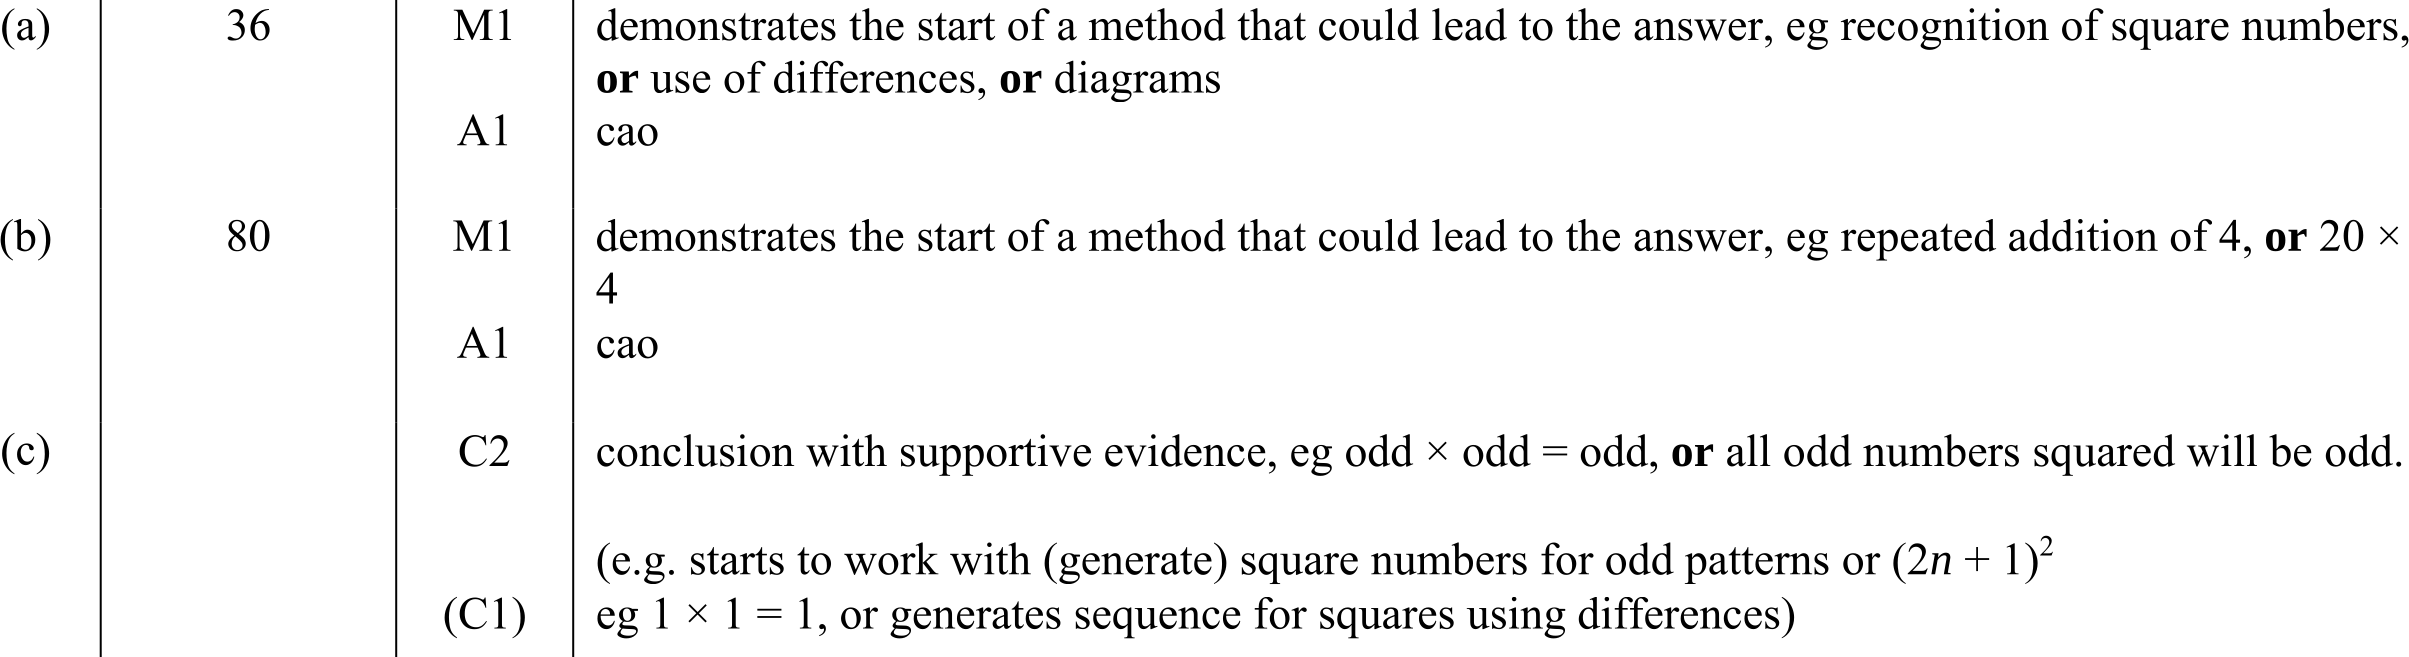 (a) 36 M1 demonstrates the start of a method that could lead to the answer, eg recognition of square numbers,
or use of differences, or diagrams
A1 cao
(b) 80 M1 demonstrates the start of a method that could lead to the answer, eg repeated addition of 4, or 20 ×
4
A1 cao
(c) C2 conclusion with supportive evidence, eg odd × odd = odd, or all odd numbers squared will be odd.
(e.g. starts to work with (generate) square numbers for odd patterns or (2n + 1)²
(C1) eg 1 × 1 = 1, or generates sequence for squares using differences)